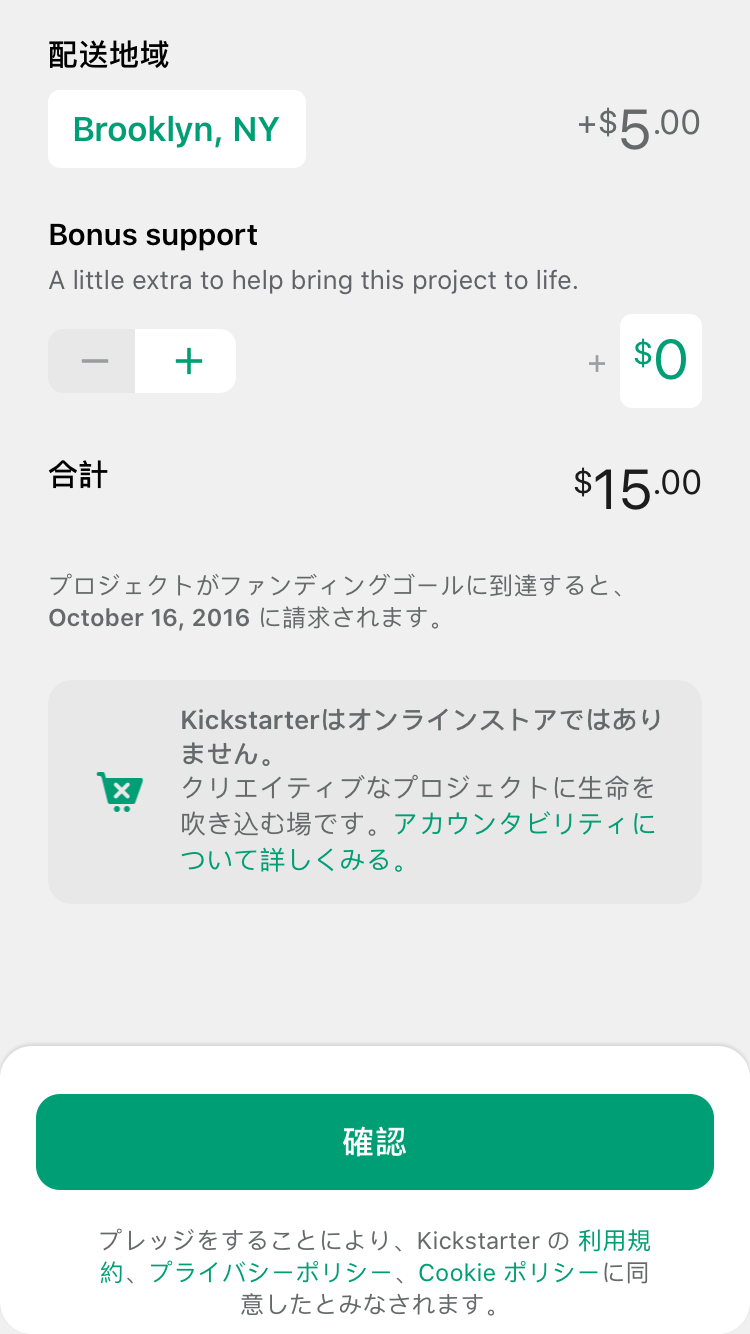 配送地域
Brooklyn, NY
+$5.00
Bonus support
A little extra to help bring this project to life.
− +
+ $0
合計
$15.00
プロジェクトがファンディングゴールに到達すると、
October 16, 2016 に請求されます。
Kickstarterはオンラインストアではあり
ません。
クリエイティブなプロジェクトに生命を
吹き込む場です。アカウンタビリティに
ついて詳しくみる。
確認
プレッジをすることにより、Kickstarter の 利用規
約、プライバシーポリシー、Cookie ポリシーに同
意したとみなされます。